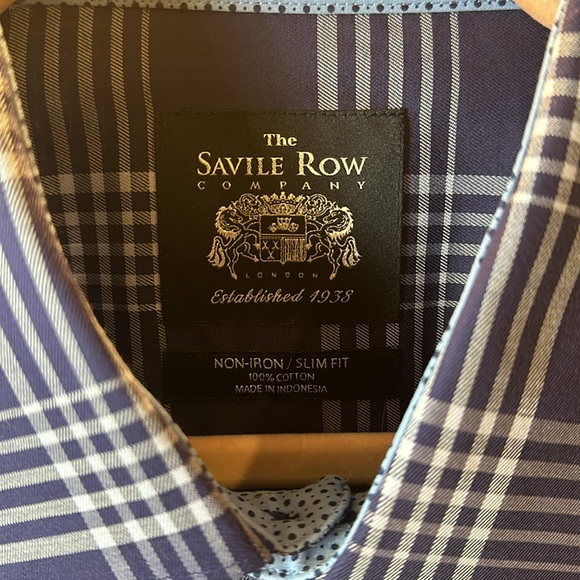 The
SAVILE ROW
COMPANY
LONDON
Established 1938
NON-IRON / SLIM FIT
100% COTTON
MADE IN INDONESIA